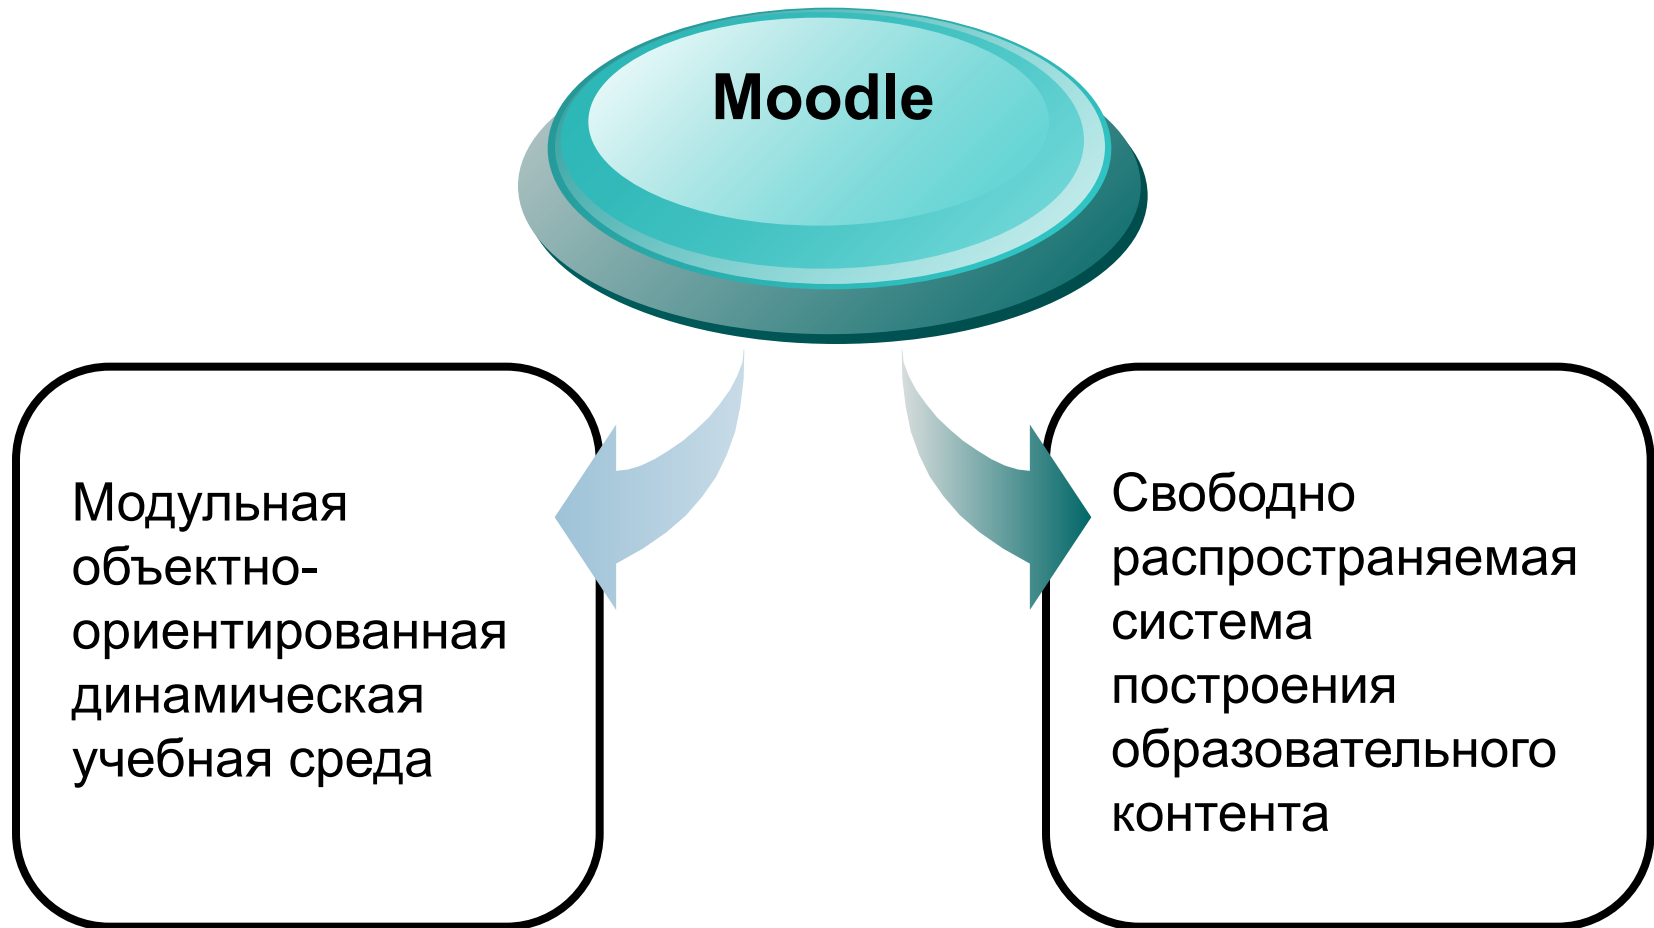 Moodle
Модульная
объектно-
ориентированная
динамическая
учебная среда
Свободно
распространяемая
система
построения
образовательного
контента